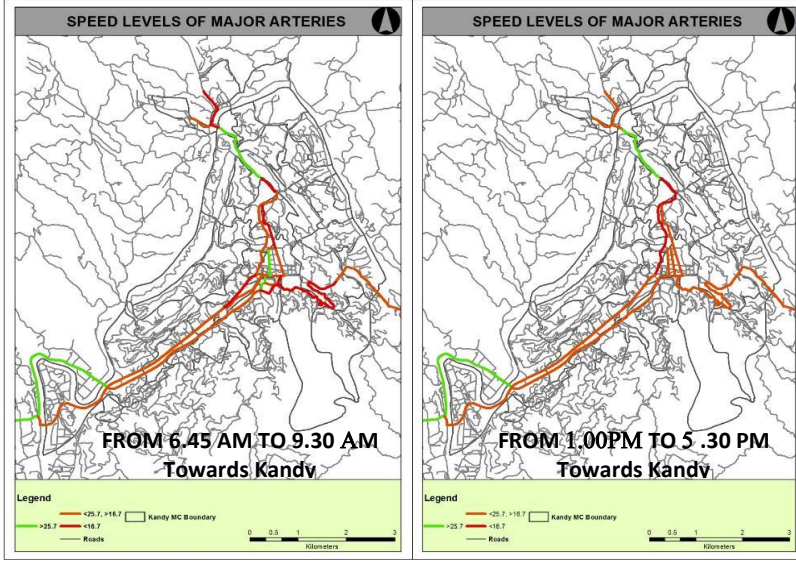 SPEED LEVELS OF MAJOR ARTERIES
FROM 6.45 AM TO 9.30 AM
Towards Kandy
Legend
<25.7, >16.7
Kandy MC Boundary
>25.7
<16.7
Roads
0 0.5 1 2 3
Kilometers
SPEED LEVELS OF MAJOR ARTERIES
FROM 1.00PM TO 5 .30 PM
Towards Kandy
Legend
<25.7, >16.7
Kandy MC Boundary
>25.7
<16.7
Roads
0 0.5 1 2 3
Kilometers